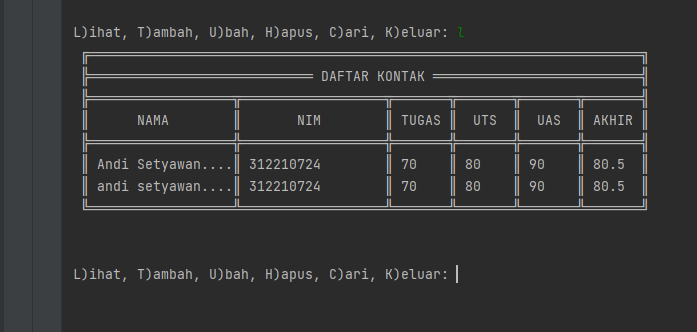 L)ihat, T)ambah, U)bah, H)apus, C)ari, K)eluar: l
DAFTAR KONTAK
NAMA NIM TUGAS UTS UAS AKHIR
Andi Setyawan.... 312210724 70 80 90 80.5
andi setyawan.... 312210724 70 80 90 80.5
L)ihat, T)ambah, U)bah, H)apus, C)ari, K)eluar: